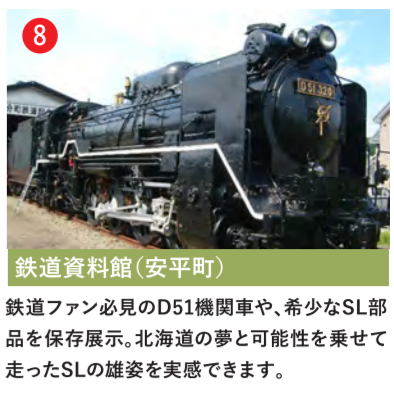 8
D51 320
鉄道資料館（安平町）
鉄道ファン必見のD51機関車や、希少なSL部
品を保存展示。北海道の夢と可能性を乗せて
走ったSLの雄姿を実感できます。